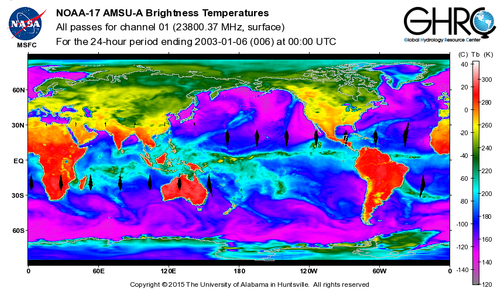 NASA
MSFC
NOAA-17 AMSU-A Brightness Temperatures
All passes for channel 01 (23800.37 MHz, surface)
For the 24-hour period ending 2003-01-06 (006) at 00:00 UTC
GHRC
Global Hydrology Resource Center
(C) Tb (K)
60N
30N
EQ
30S
60S
0 60E 120E 180 120W 60W 0
40 300
20
0 280
-20 260
-40 240
-60 220
-80 200
-100 180
-120 160
-140 140
120
Copyright © 2015 The University of Alabama in Huntsville. All rights reserved